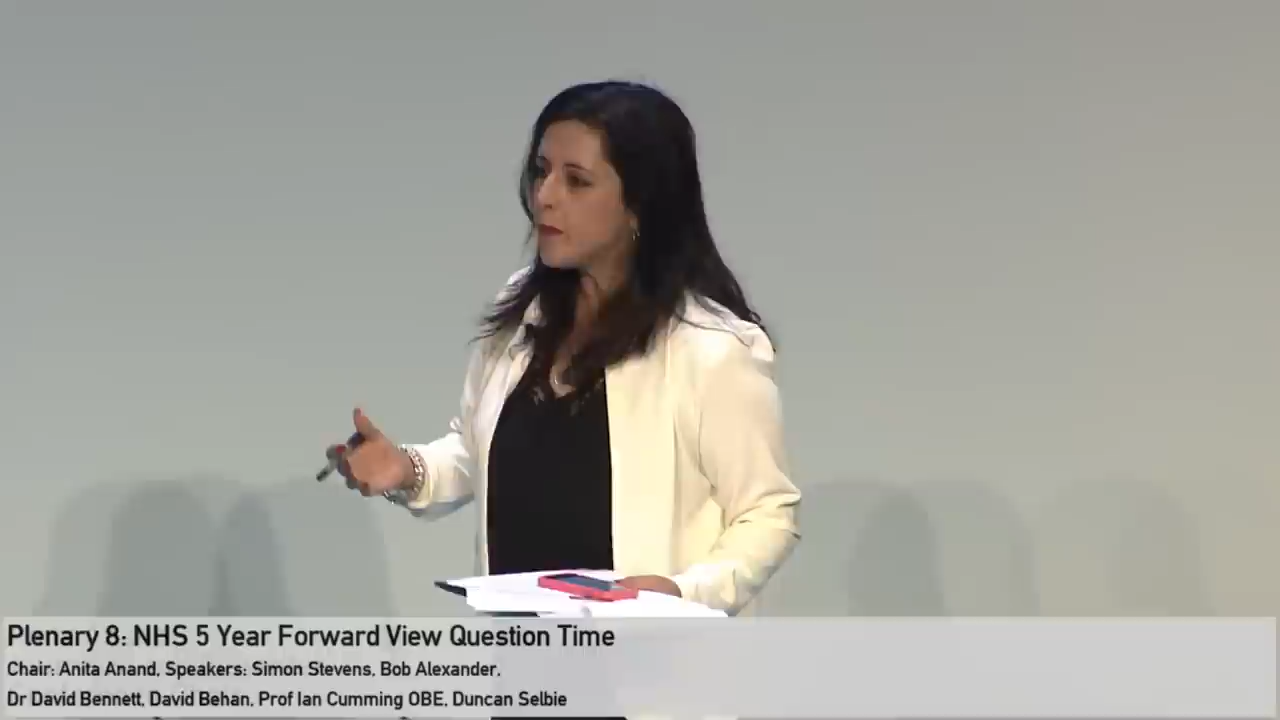 Plenary 8: NHS 5 Year Forward View Question Time
Chair: Anita Anand, Speakers: Simon Stevens, Bob Alexander,
Dr David Bennett, David Behan, Prof Ian Cumming OBE, Duncan Selbie